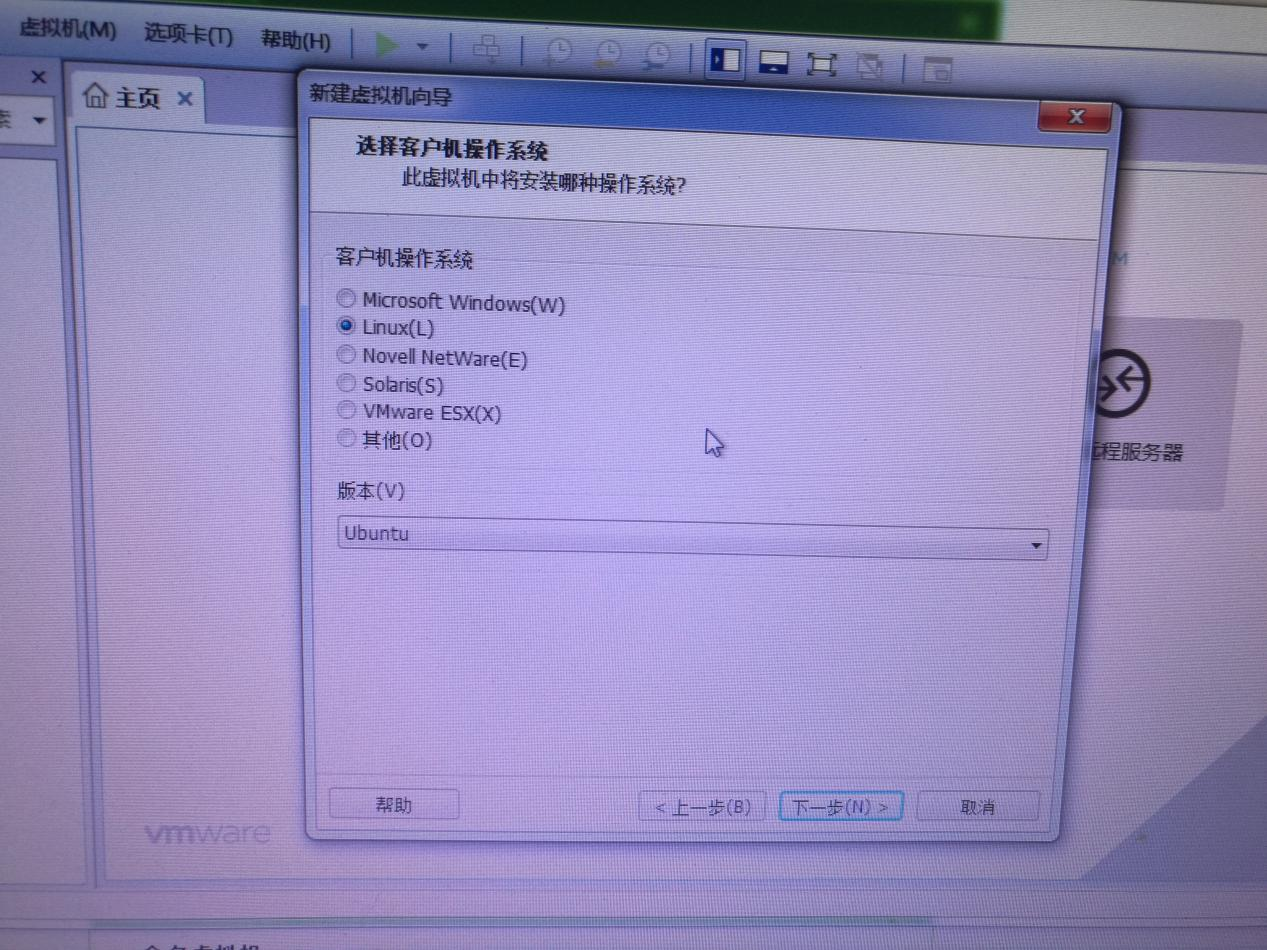 虚拟机(M) 选项卡(T) 帮助(H)
主页
新建虚拟机向导
选择客户机操作系统
此虚拟机中将安装哪种操作系统?
客户机操作系统
Microsoft Windows(W)
Linux(L)
Novell NetWare(E)
Solaris(S)
VMware ESX(X)
其他(O)
版本(V)
Ubuntu
程服务器
帮助
< 上一步(B)
下一步(N) >
取消
vmware